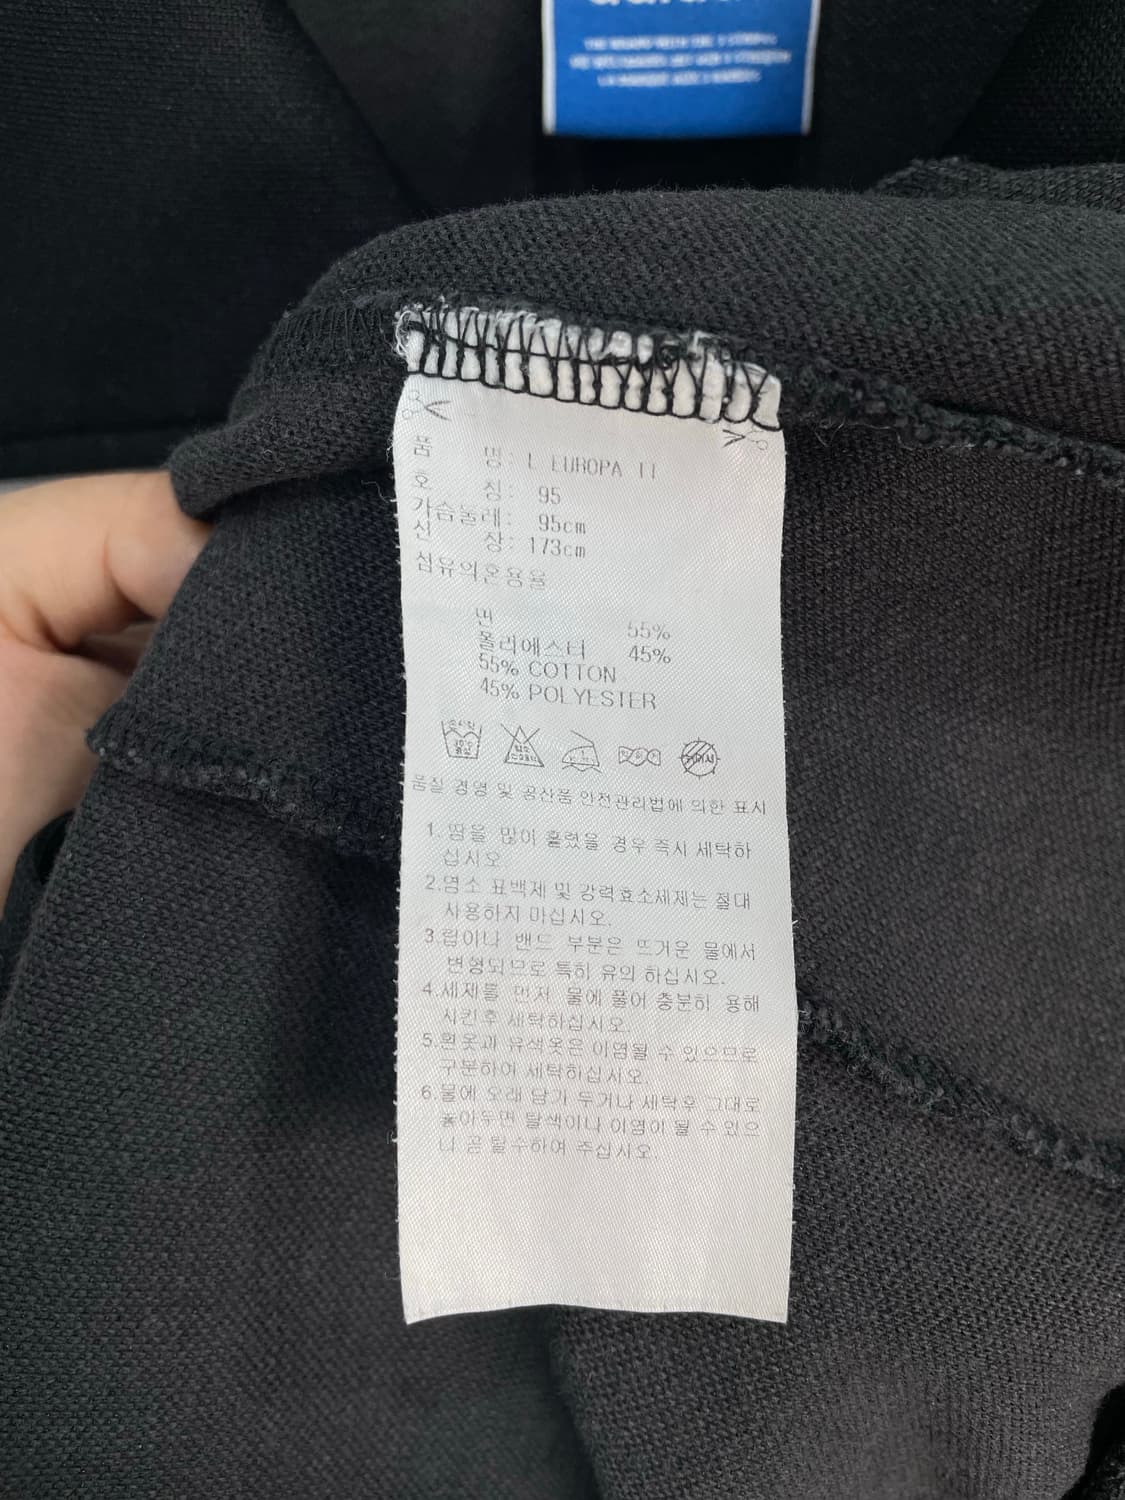 품 명: L EUROPA TT
호 칭: 95
가슴둘레: 95cm
신 장: 173cm
섬유의혼용율
면 55%
폴리에스터 45%
55% COTTON
45% POLYESTER
품질 경영 및 공산품 안전관리법에 의한 표시
1. 땀을 많이 흘렸을 경우 즉시 세탁하
십시오.
2.염소 표백제 및 강력효소세제는 절대
사용하지 마십시오.
3.립이나 밴드 부분은 뜨거운 물에서
변형되므로 특히 유의 하십시오.
4.세제를 먼저 물에 풀어 충분히 용해
시킨후 세탁하십시오.
5.흰옷과 유색옷은 이염될 수 있으므로
구분하여 세탁하십시오.
6.물에 오래 담가 두거나 세탁후 그대로
놓아두면 탈색이나 이염이 될 수 있으
니 곧 탈수하여 주십시오.